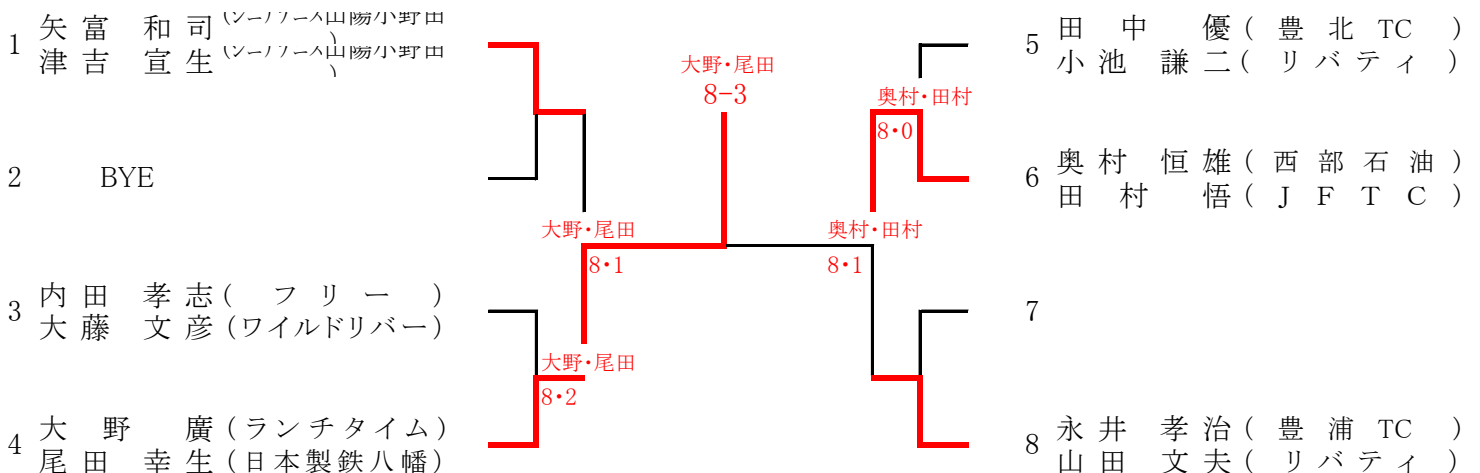 1 矢富 和司
津吉 宣生
2 BYE
3 内田 孝志(フリー)
大藤 文彦(ワイルドリバー)
4 大野 廣(ランチタイム)
尾田 幸生(日本製鉄八幡)
大野・尾田
8・1
大野・尾田
8・2
大野・尾田
8-3
奥村・田村
8・0
奥村・田村
8・1
5 田中 優(豊北 TC)
小池 謙二(リバティ)
6 奥村 恒雄(西部石油)
田村 悟(JFTC)
7
8 永井 孝治(豊浦 TC)
山田 文夫(リバティ)